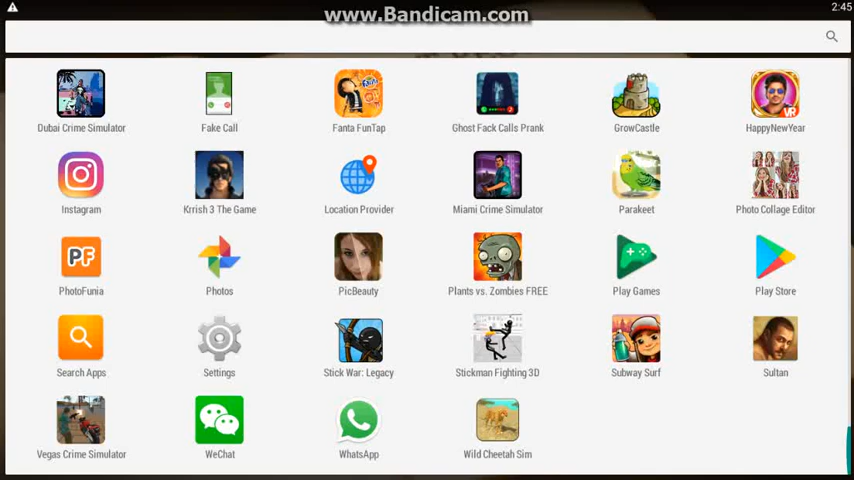 www.Bandicam.com
2:45
Dubai Crime Simulator
Fake Call
Fanta FunTap
Ghost Fack Calls Prank
GrowCastle
HappyNewYear
Fanta
VR
Instagram
Krrish 3 The Game
Location Provider
Miami Crime Simulator
Parakeet
Photo Collage Editor
PF
PhotoFunia
Photos
PicBeauty
Plants vs. Zombies FREE
Play Games
Play Store
Search Apps
Settings
Stick War: Legacy
Stickman Fighting 3D
Subway Surf
Sultan
Vegas Crime Simulator
WeChat
WhatsApp
Wild Cheetah Sim